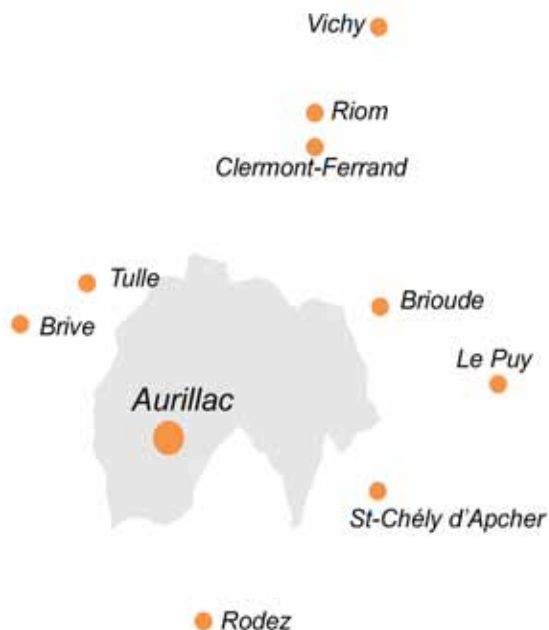 Vichy
Riom
Clermont-Ferrand
Tulle
Brioude
Brive
Le Puy
Aurillac
St-Chély d'Apcher
Rodez